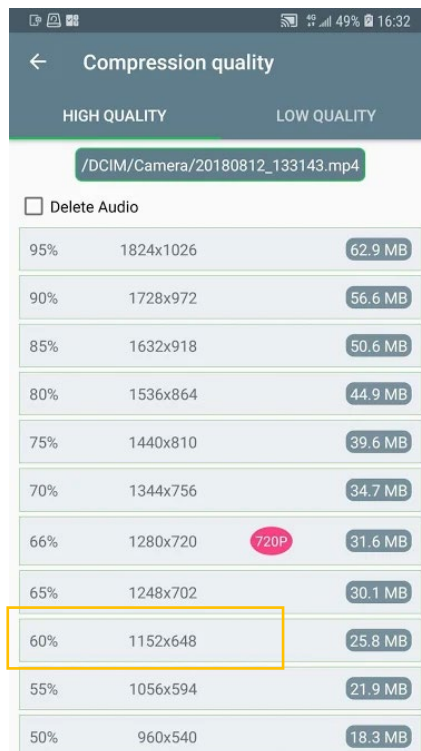 4G 49% 16:32
Compression quality
HIGH QUALITY LOW QUALITY
/DCIM/Camera/20180812_133143.mp4
Delete Audio
95% 1824x1026 62.9 MB
90% 1728x972 56.6 MB
85% 1632x918 50.6 MB
80% 1536x864 44.9 MB
75% 1440x810 39.6 MB
70% 1344x756 34.7 MB
66% 1280x720 720P 31.6 MB
65% 1248x702 30.1 MB
60% 1152x648 25.8 MB
55% 1056x594 21.9 MB
50% 960x540 18.3 MB